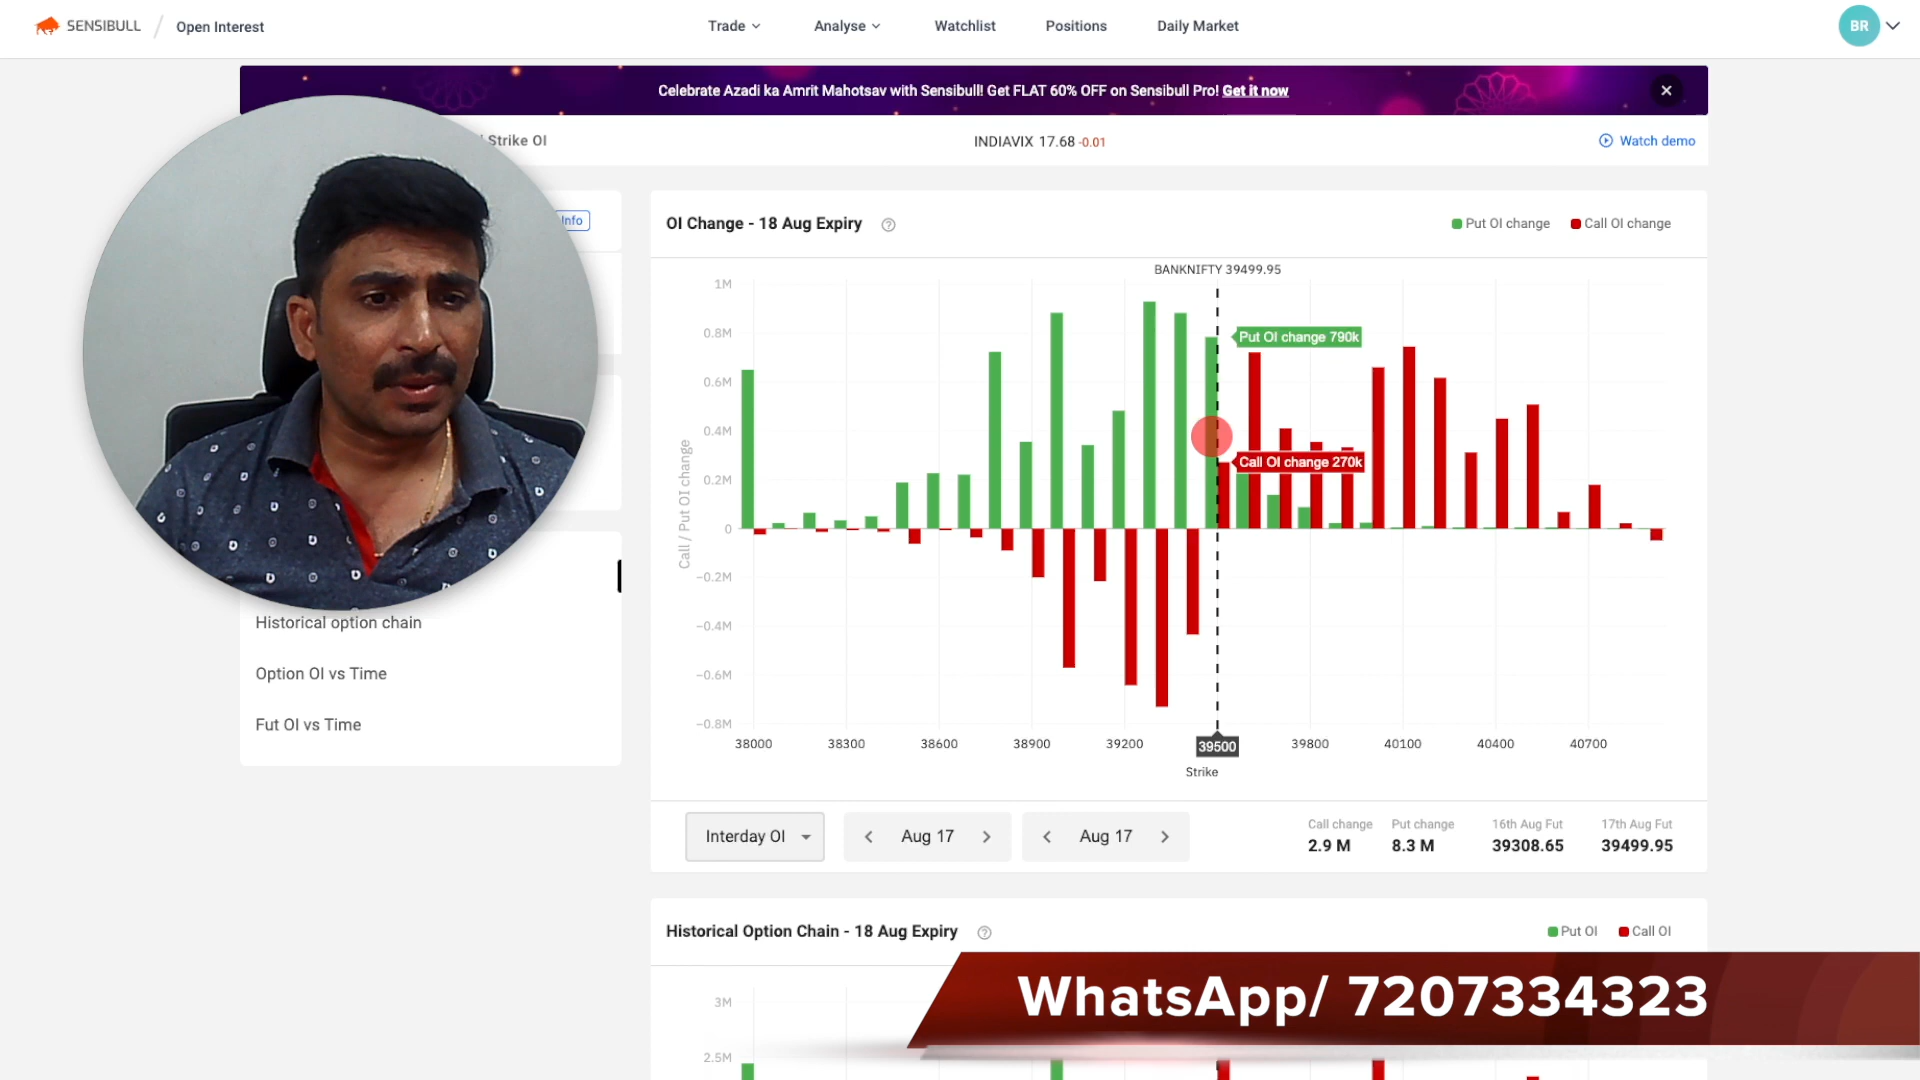 SENSIBULL / Open Interest
Trade
Analyse
Watchlist
Positions
Daily Market
BR
Celebrate Azadi ka Amrit Mahotsav with Sensibull! Get FLAT 60% OFF on Sensibull Pro! Get it now
Strike OI
INDIAVIX 17.68 -0.01
Watch demo
Info
OI Change - 18 Aug Expiry
Put OI change
Call OI change
BANKNIFTY 39499.95
1M
0.8M
0.6M
0.4M
0.2M
0
−0.2M
−0.4M
−0.6M
−0.8M
Call / Put OI change
Put OI change 790k
Call OI change 270k
38000
38300
38600
38900
39200
39500
39800
40100
40400
40700
Strike
Historical option chain
Option OI vs Time
Fut OI vs Time
Interday OI
Aug 17
Aug 17
Call change
2.9 M
Put change
8.3 M
16th Aug Fut
39308.65
17th Aug Fut
39499.95
Historical Option Chain - 18 Aug Expiry
Put OI
Call OI
3M
2.5M
WhatsApp/ 7207334323